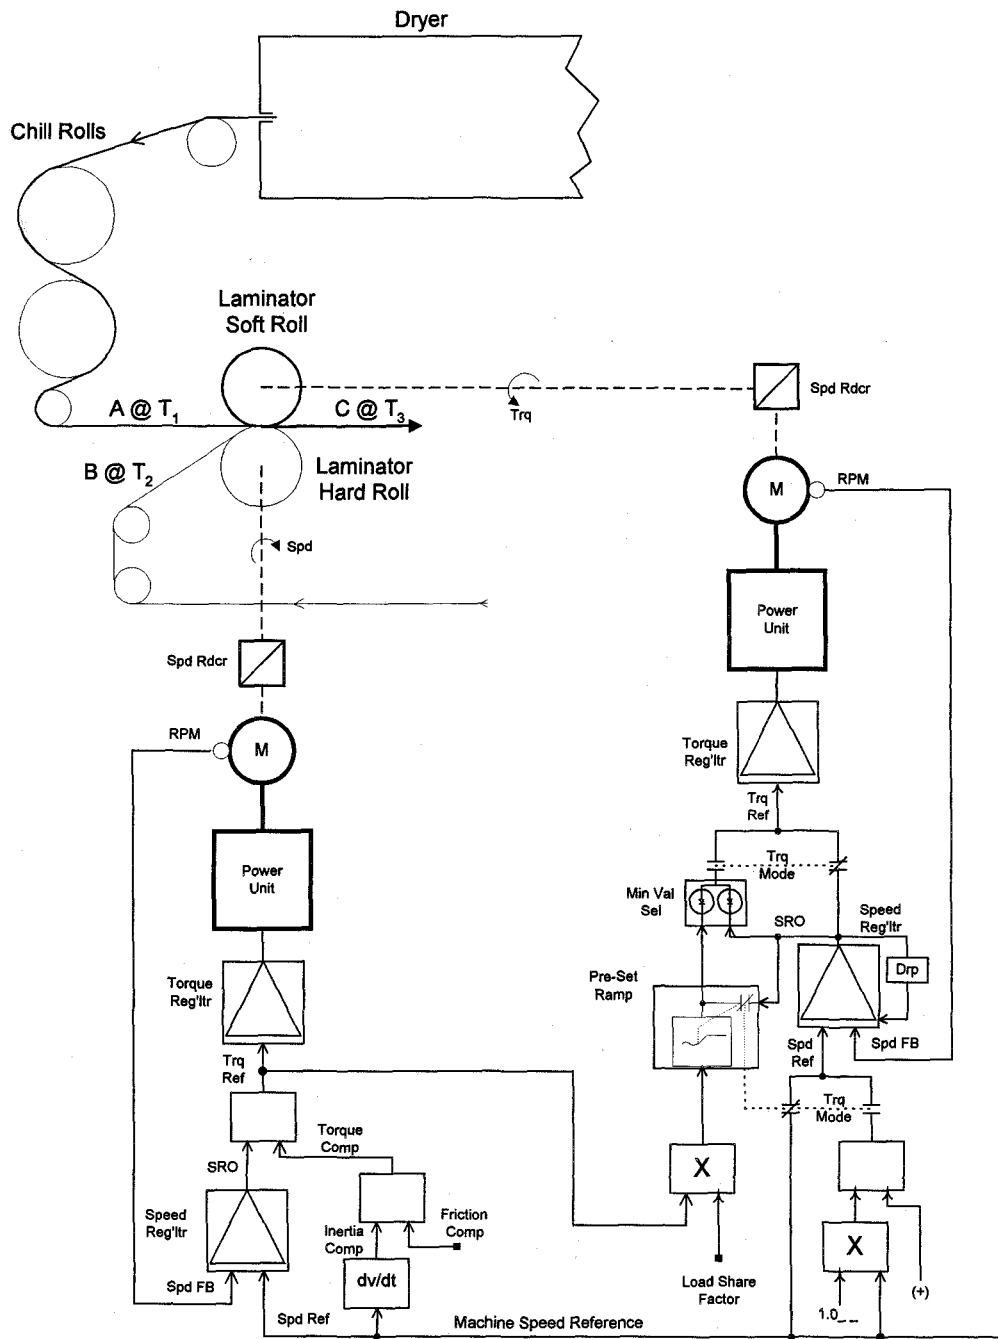 Dryer
Chill Rolls
Laminator
Soft Roll
Spd Rdcr
Trq
A @ T1
C @ T3
B @ T2
Laminator
Hard Roll
M
RPM
Spd
Power
Unit
Spd Rdcr
RPM
M
Torque
Reg'ltr
Trq
Ref
Trq
Mode
Power
Unit
Min Val
Sel
SRO
Speed
Reg'ltr
Drp
Torque
Reg'ltr
Pre-Set
Ramp
Spd
Ref
Spd FB
Trq
Ref
Trq
Mode
Torque
Comp
SRO
X
Speed
Reg'ltr
Inertia
Comp
Friction
Comp
X
dv/dt
Load Share
Factor
(+)
Spd FB
1.0_ _
Spd Ref
Machine Speed Reference